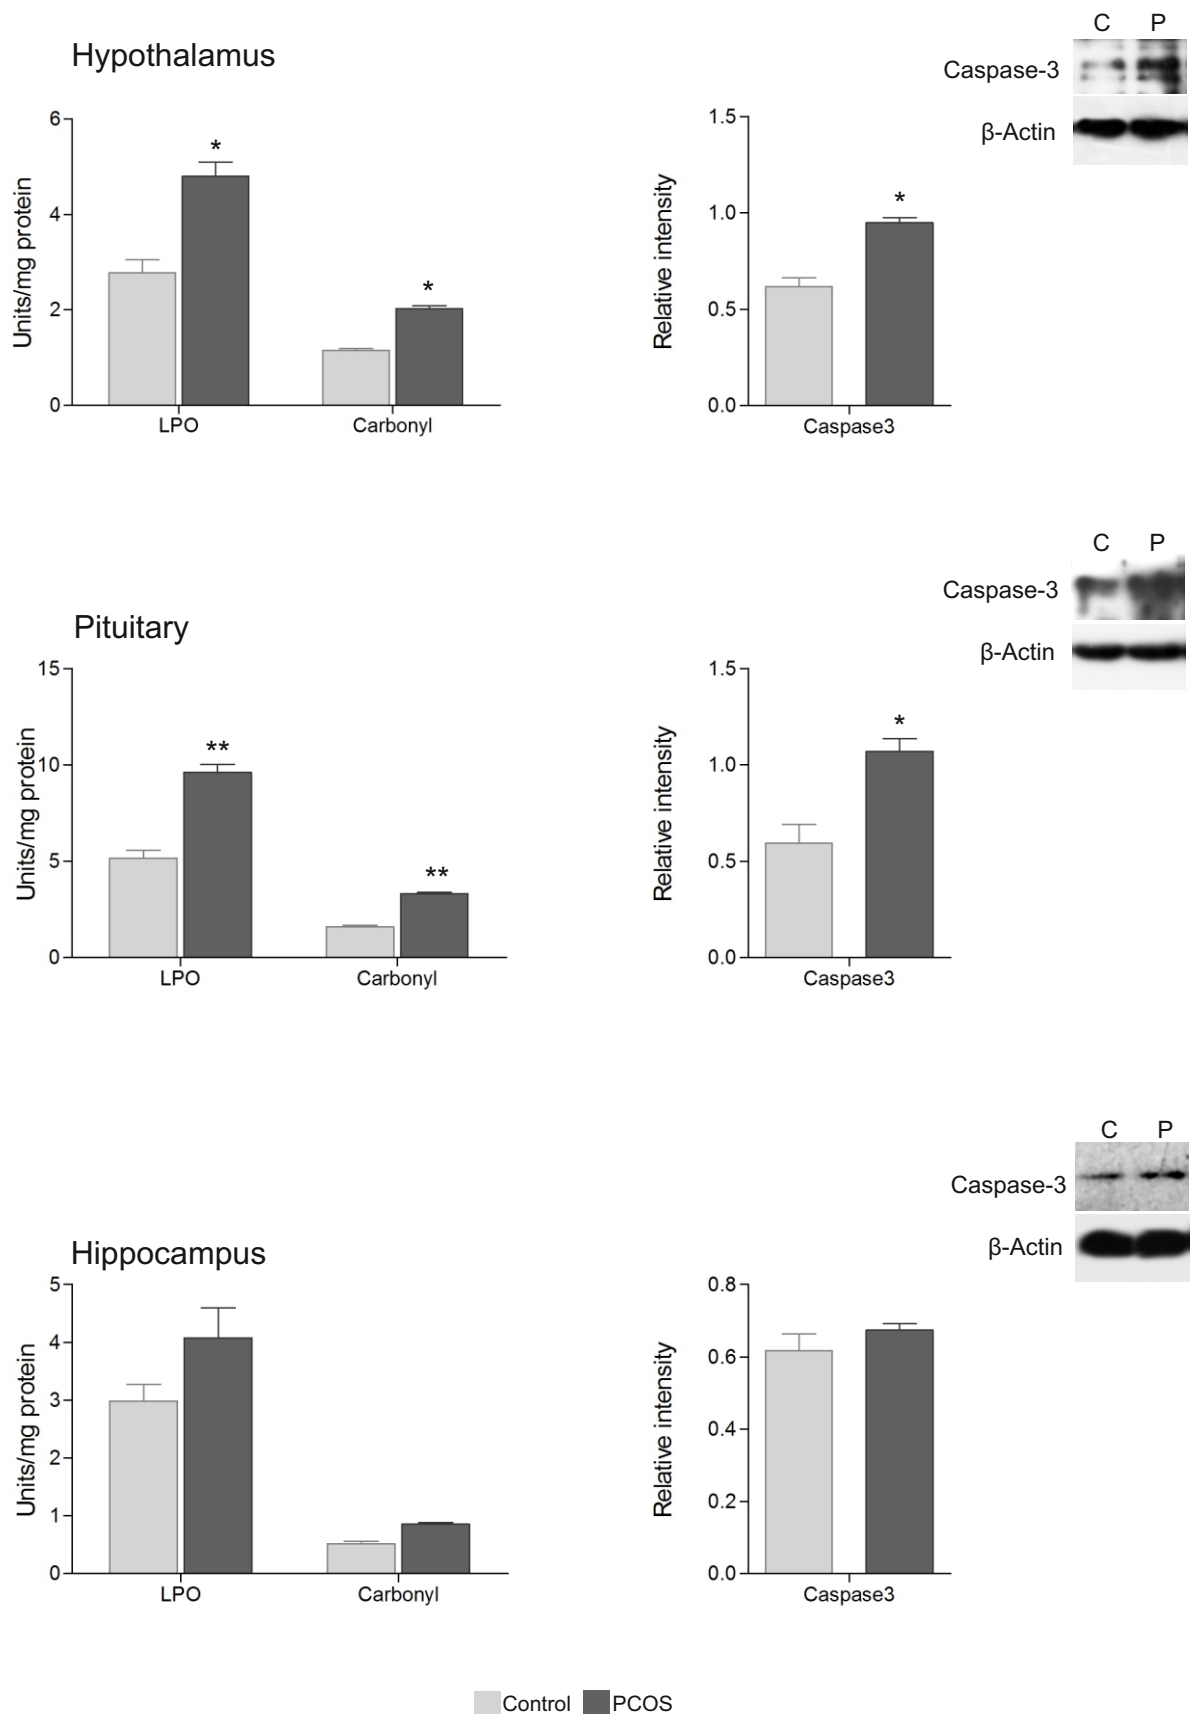 C P
Hypothalamus
Caspase-3
β-Actin
Units/mg protein
6
4
2
0
*
*
LPO Carbonyl
Relative intensity
1.5
1.0
0.5
0.0
*
Caspase3
C P
Caspase-3
β-Actin
Pituitary
Units/mg protein
15
10
5
0
**
**
LPO Carbonyl
Relative intensity
1.5
1.0
0.5
0.0
*
Caspase3
C P
Caspase-3
β-Actin
Hippocampus
Units/mg protein
5
4
3
2
1
0
LPO Carbonyl
Relative intensity
0.8
0.6
0.4
0.2
0.0
Caspase3
Control PCOS